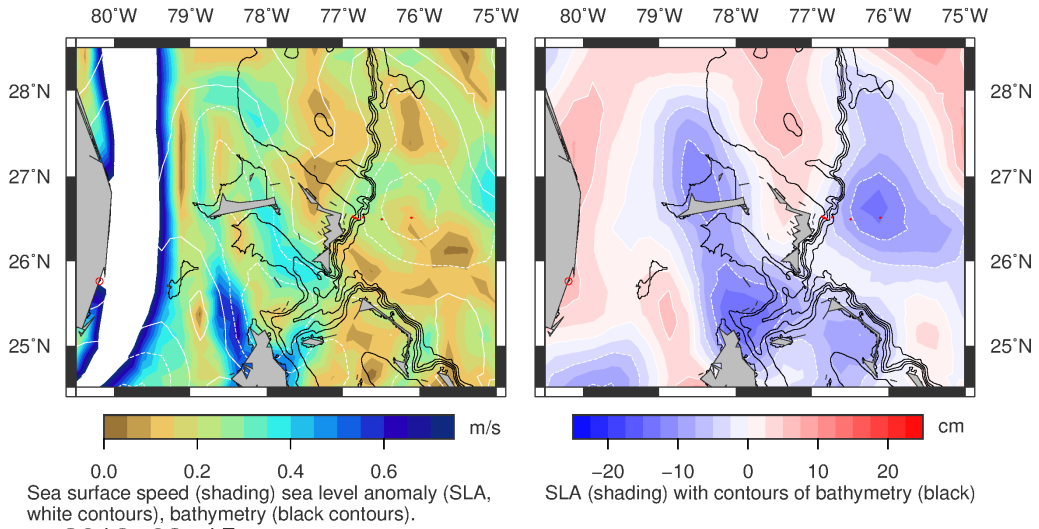 80°W 79°W 78°W 77°W 76°W 75°W 80°W 79°W 78°W 77°W 76°W 75°W
28°N 28°N
27°N 27°N
26°N 26°N
25°N 25°N
m/s cm
0.0 0.2 0.4 0.6 −20 −10 0 10 20
Sea surface speed (shading) sea level anomaly (SLA, SLA (shading) with contours of bathymetry (black)
white contours), bathymetry (black contours).